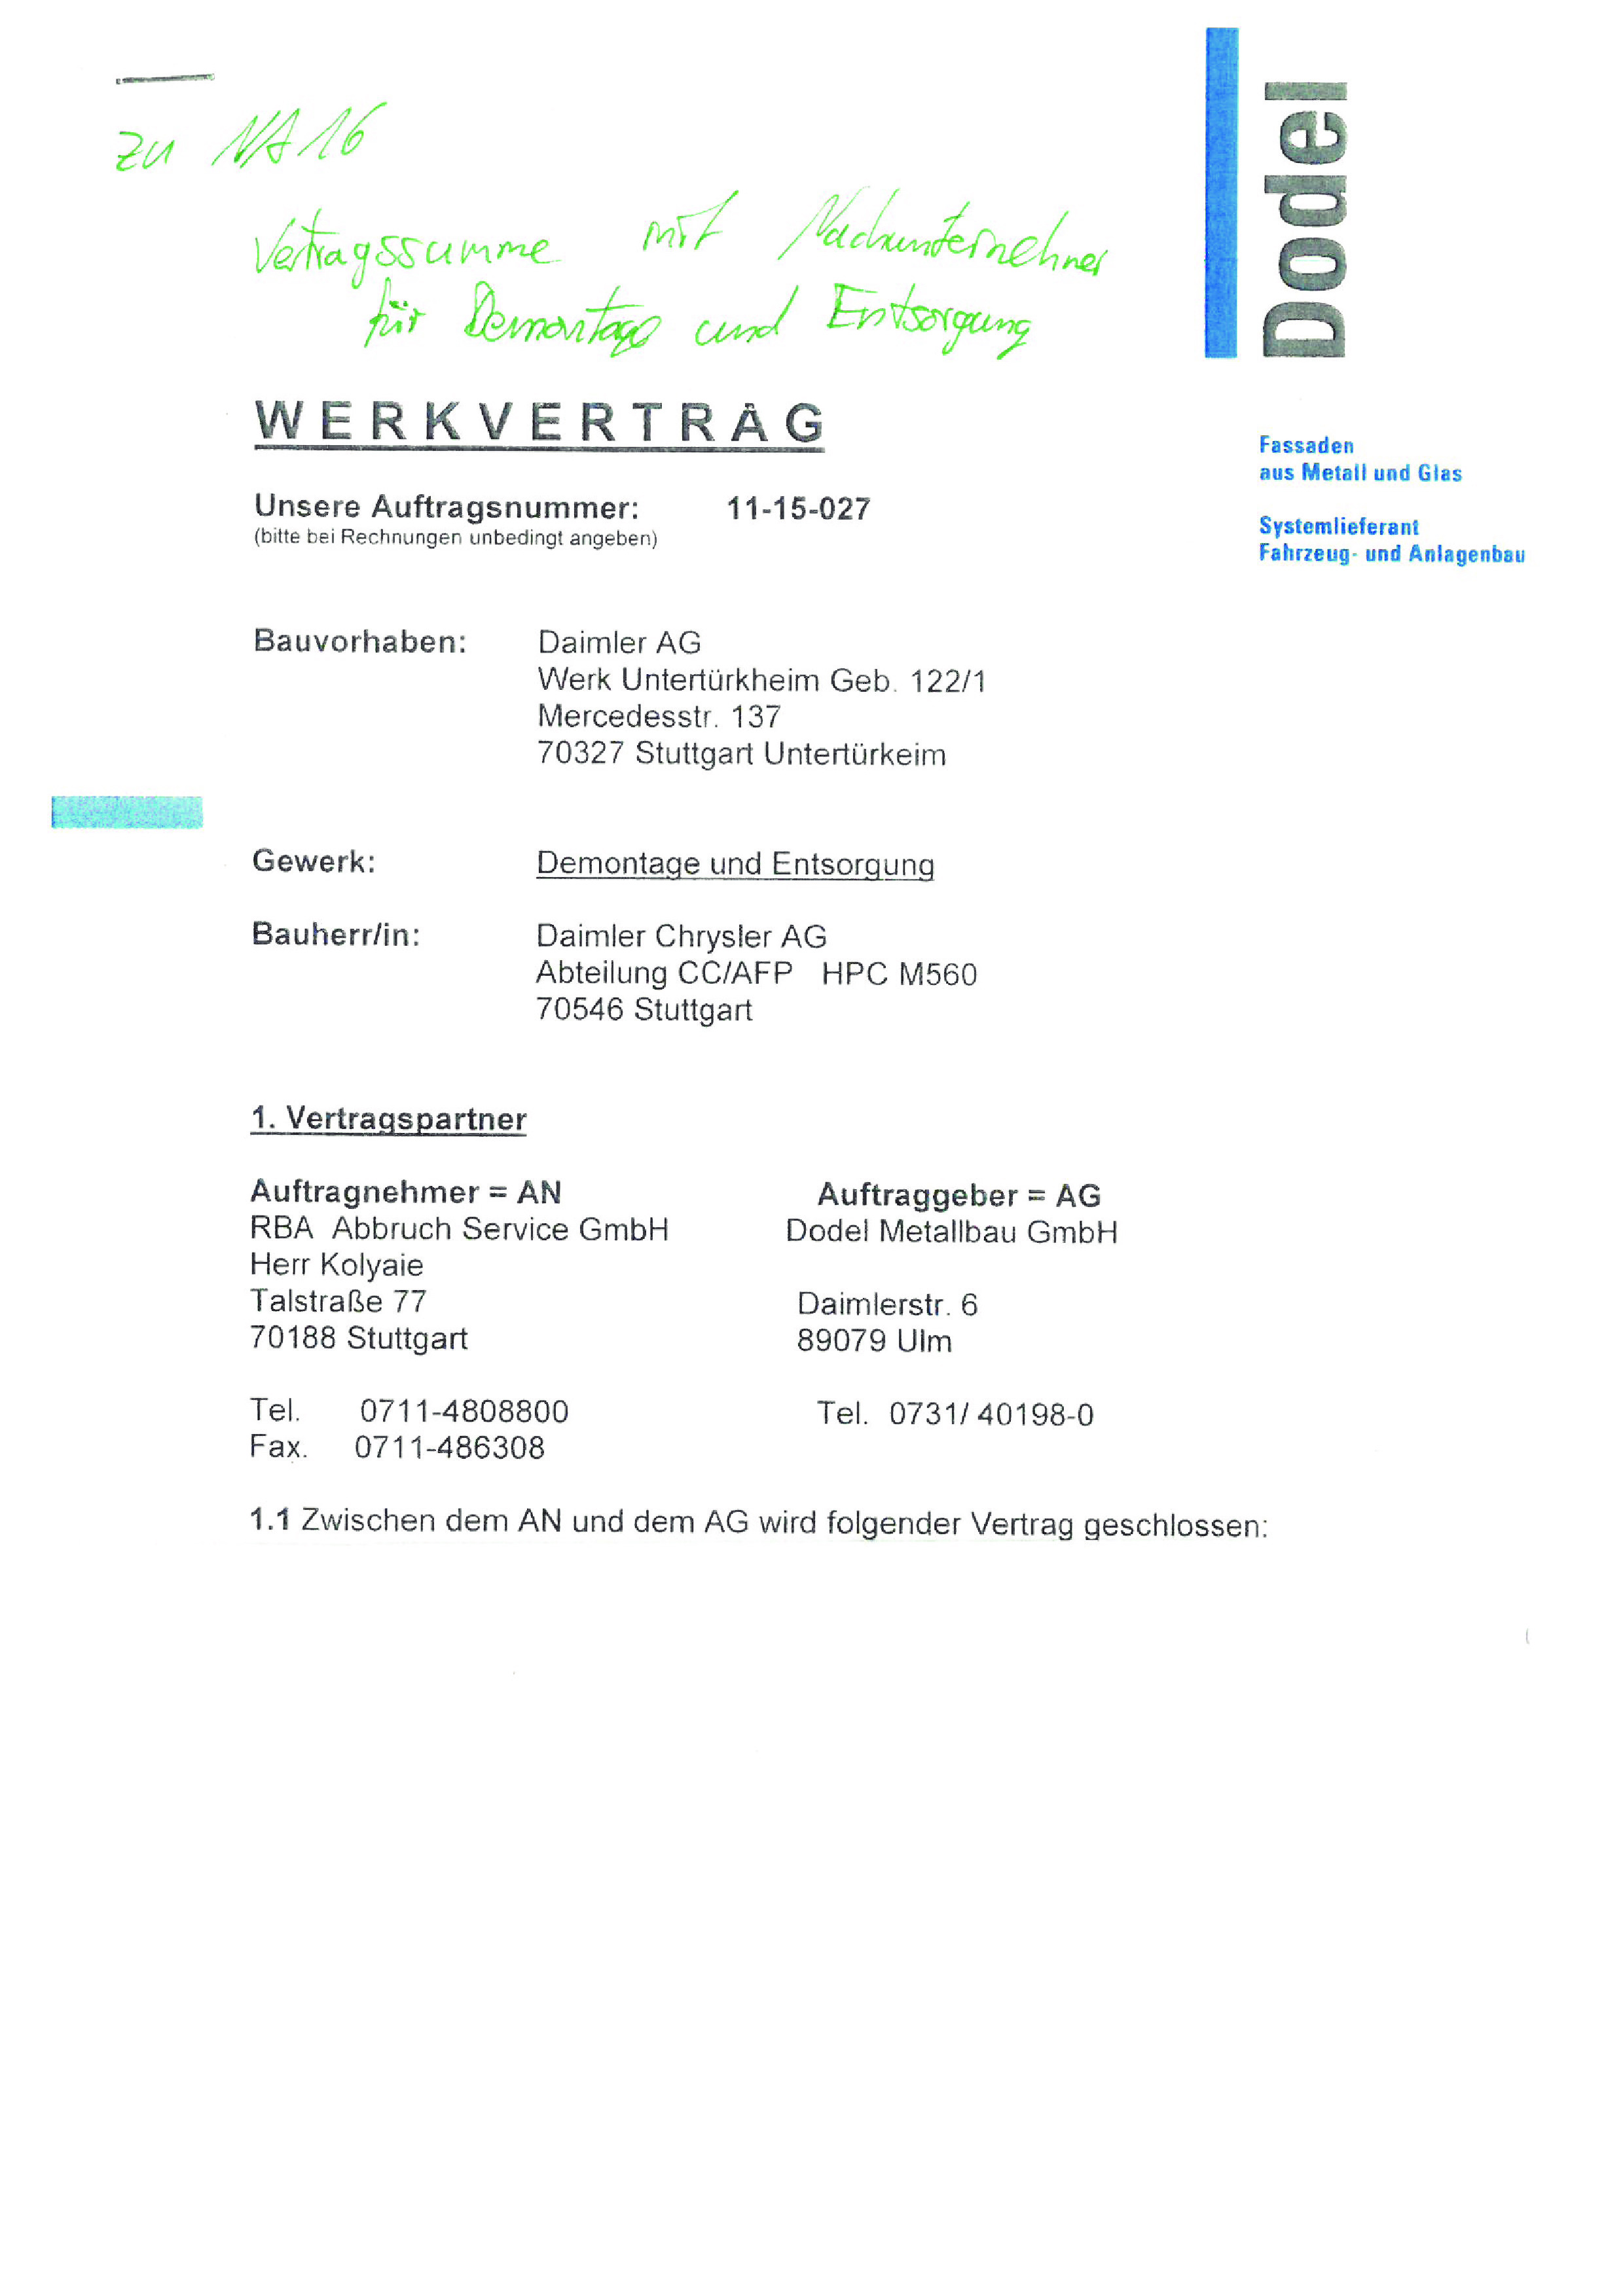 zu NA 16
Vertragssumme mit Nachunternehmer
für Demontage und Entsorgung
Dodel
WERKVERTRAG
Fassaden
aus Metall und Glas
Unsere Auftragsnummer: 11-15-027
(bitte bei Rechnungen unbedingt angeben)
Systemlieferant
Fahrzeug- und Anlagenbau
Bauvorhaben: Daimler AG
Werk Untertürkheim Geb. 122/1
Mercedesstr. 137
70327 Stuttgart Untertürkeim
Gewerk: Demontage und Entsorgung
Bauherr/in: Daimler Chrysler AG
Abteilung CC/AFP HPC M560
70546 Stuttgart
1. Vertragspartner
Auftragnehmer = AN Auftraggeber = AG
RBA Abbruch Service GmbH Dodel Metallbau GmbH
Herr Kolyaie
Talstraße 77 Daimlerstr. 6
70188 Stuttgart 89079 Ulm
Tel. 0711-4808800 Tel. 0731/ 40198-0
Fax. 0711-486308
1.1 Zwischen dem AN und dem AG wird folgender Vertrag geschlossen: